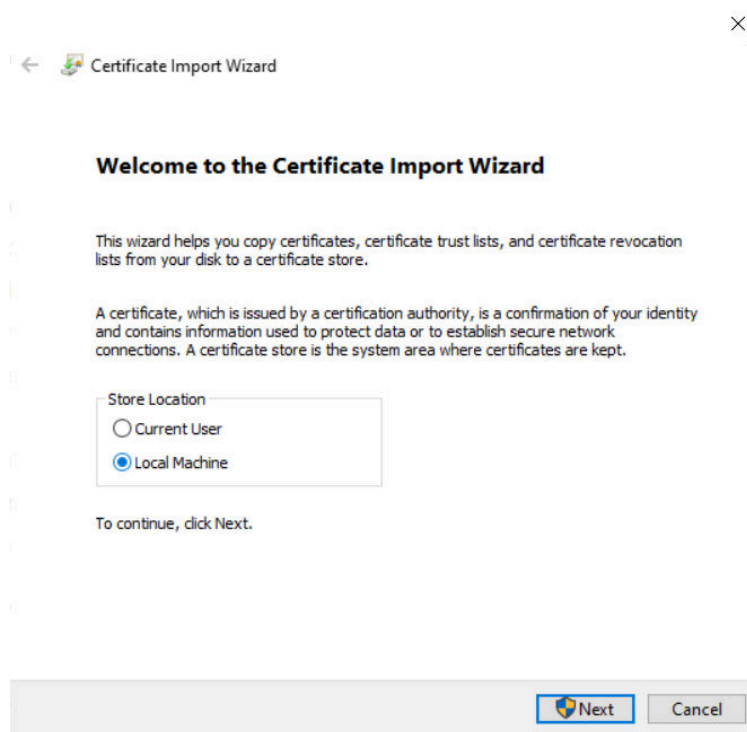 Certificate Import Wizard
Welcome to the Certificate Import Wizard
This wizard helps you copy certificates, certificate trust lists, and certificate revocation
lists from your disk to a certificate store.
A certificate, which is issued by a certification authority, is a confirmation of your identity
and contains information used to protect data or to establish secure network
connections. A certificate store is the system area where certificates are kept.
Store Location
Current User
Local Machine
To continue, click Next.
Next Cancel